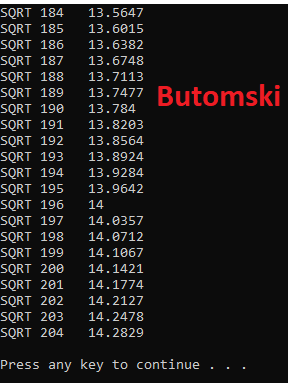 SQRT 184 13.5647
SQRT 185 13.6015
SQRT 186 13.6382
SQRT 187 13.6748
SQRT 188 13.7113
SQRT 189 13.7477
Butomski
SQRT 190 13.784
SQRT 191 13.8203
SQRT 192 13.8564
SQRT 193 13.8924
SQRT 194 13.9284
SQRT 195 13.9642
SQRT 196 14
SQRT 197 14.0357
SQRT 198 14.0712
SQRT 199 14.1067
SQRT 200 14.1421
SQRT 201 14.1774
SQRT 202 14.2127
SQRT 203 14.2478
SQRT 204 14.2829
Press any key to continue . . .